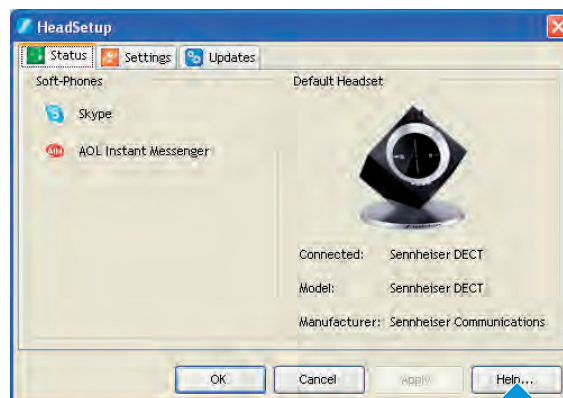 HeadSetup
Status Settings Updates
Soft-Phones
Default Headset
Skype
AOL Instant Messenger
Connected: Sennheiser DECT
Model: Sennheiser DECT
Manufacturer: Sennheiser Communications
OK Cancel Apply Help...